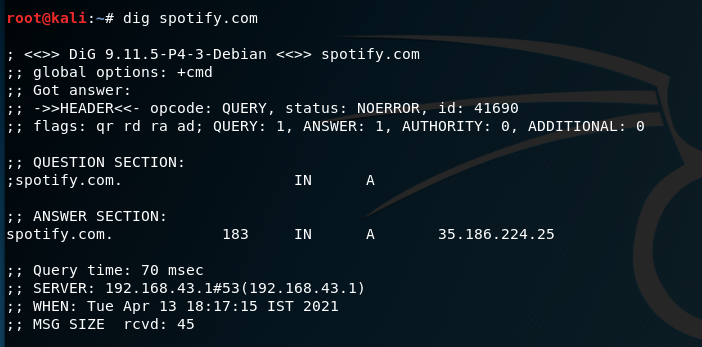 root@kali:~# dig spotify.com
; <<>> DiG 9.11.5-P4-3-Debian <<>> spotify.com
;; global options: +cmd
;; Got answer:
;; ->>HEADER<<- opcode: QUERY, status: NOERROR, id: 41690
;; flags: qr rd ra ad; QUERY: 1, ANSWER: 1, AUTHORITY: 0, ADDITIONAL: 0
;; QUESTION SECTION:
;spotify.com. IN A
;; ANSWER SECTION:
spotify.com. 183 IN A 35.186.224.25
;; Query time: 70 msec
;; SERVER: 192.168.43.1#53(192.168.43.1)
;; WHEN: Tue Apr 13 18:17:15 IST 2021
;; MSG SIZE rcvd: 45